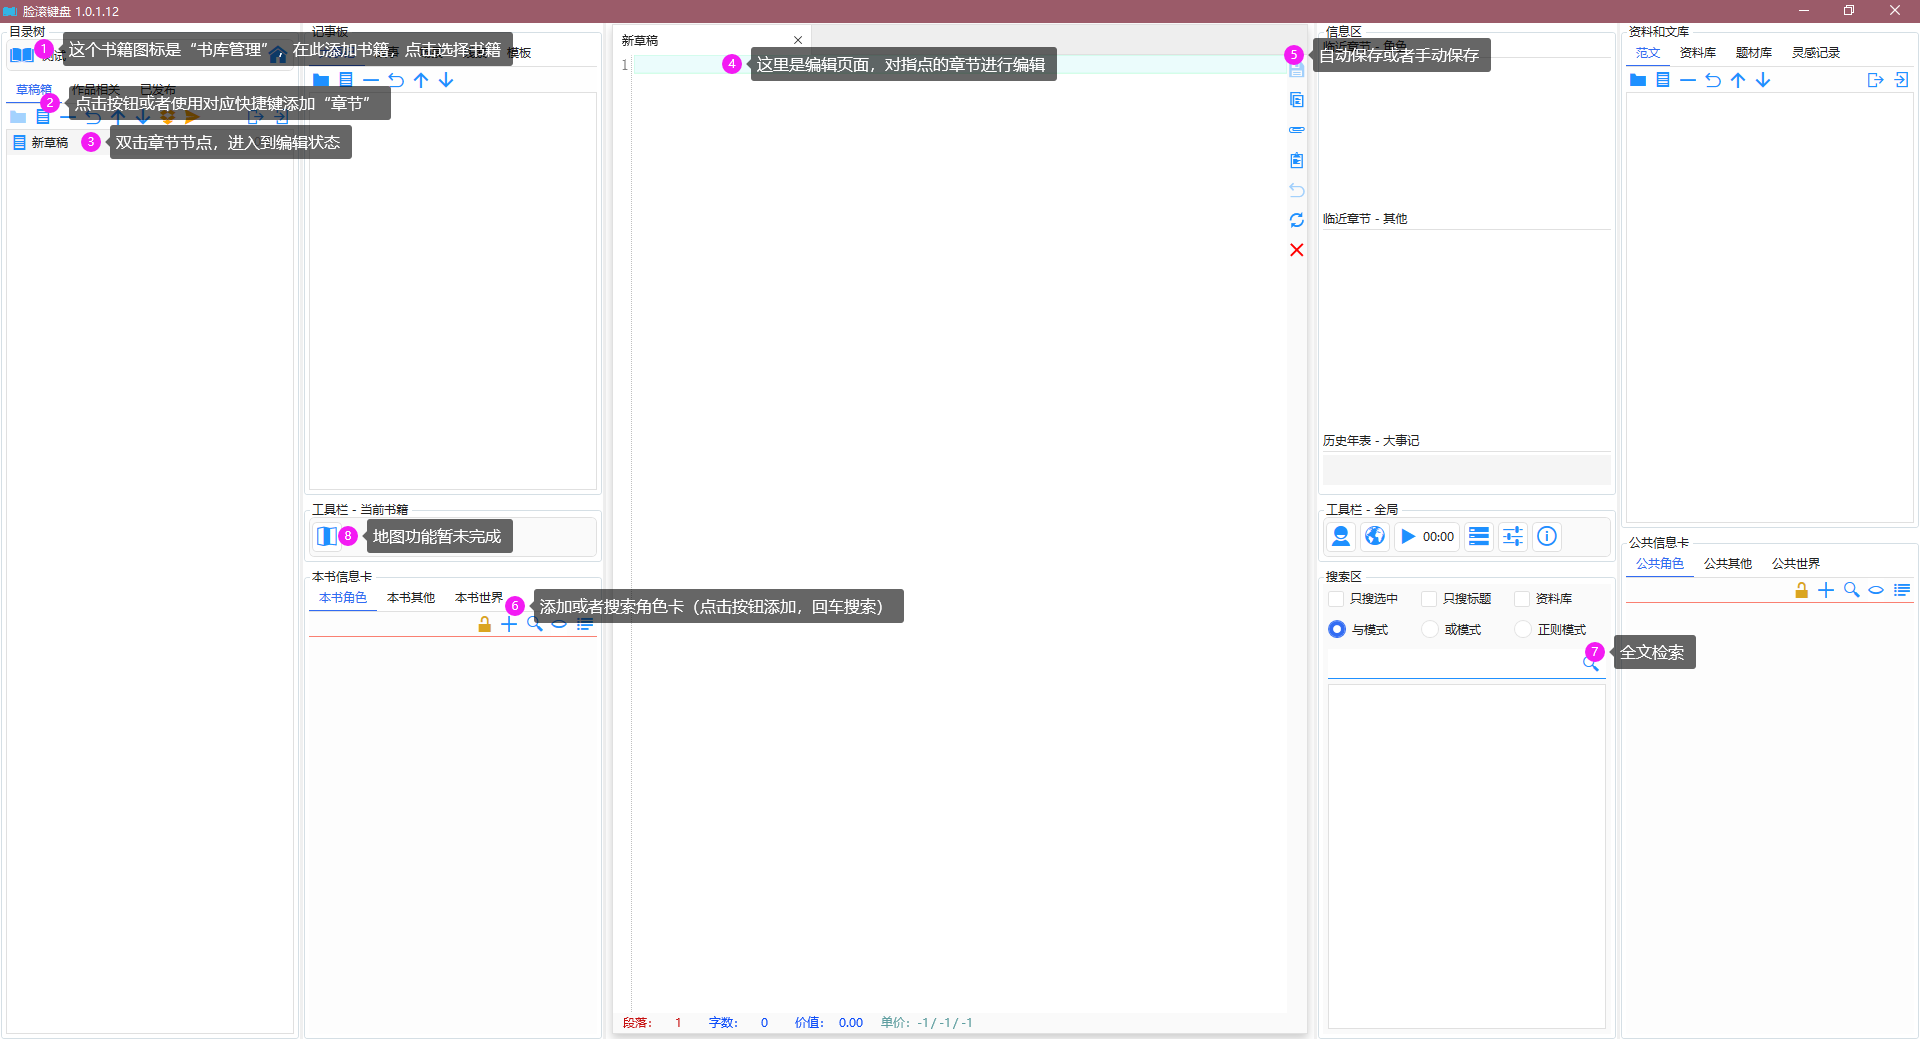 脸滚键盘 1.0.1.12
目录树
1 这个书籍图标是“书库管理”，在此添加书籍，点击选择书籍
草稿箱 作品相关 已发布
2 点击按钮或者使用对应快捷键添加“章节”
新草稿
3 双击章节节点，进入到编辑状态
记事板
模板
工具栏 - 当前书籍
8 地图功能暂未完成
本书信息卡
本书角色 本书其他 本书世界
6 添加或者搜索角色卡（点击按钮添加，回车搜索）
新草稿
1
4 这里是编辑页面，对指点的章节进行编辑
段落： 1 字数： 0 价值： 0.00 单价：-1 / -1 / -1
信息区
临近章节 - 角色
5 自动保存或者手动保存
临近章节 - 其他
历史年表 - 大事记
工具栏 - 全局
00:00
搜索区
只搜选中 只搜标题 资料库
与模式 或模式 正则模式
7 全文检索
资料和文库
范文 资料库 题材库 灵感记录
公共信息卡
公共角色 公共其他 公共世界